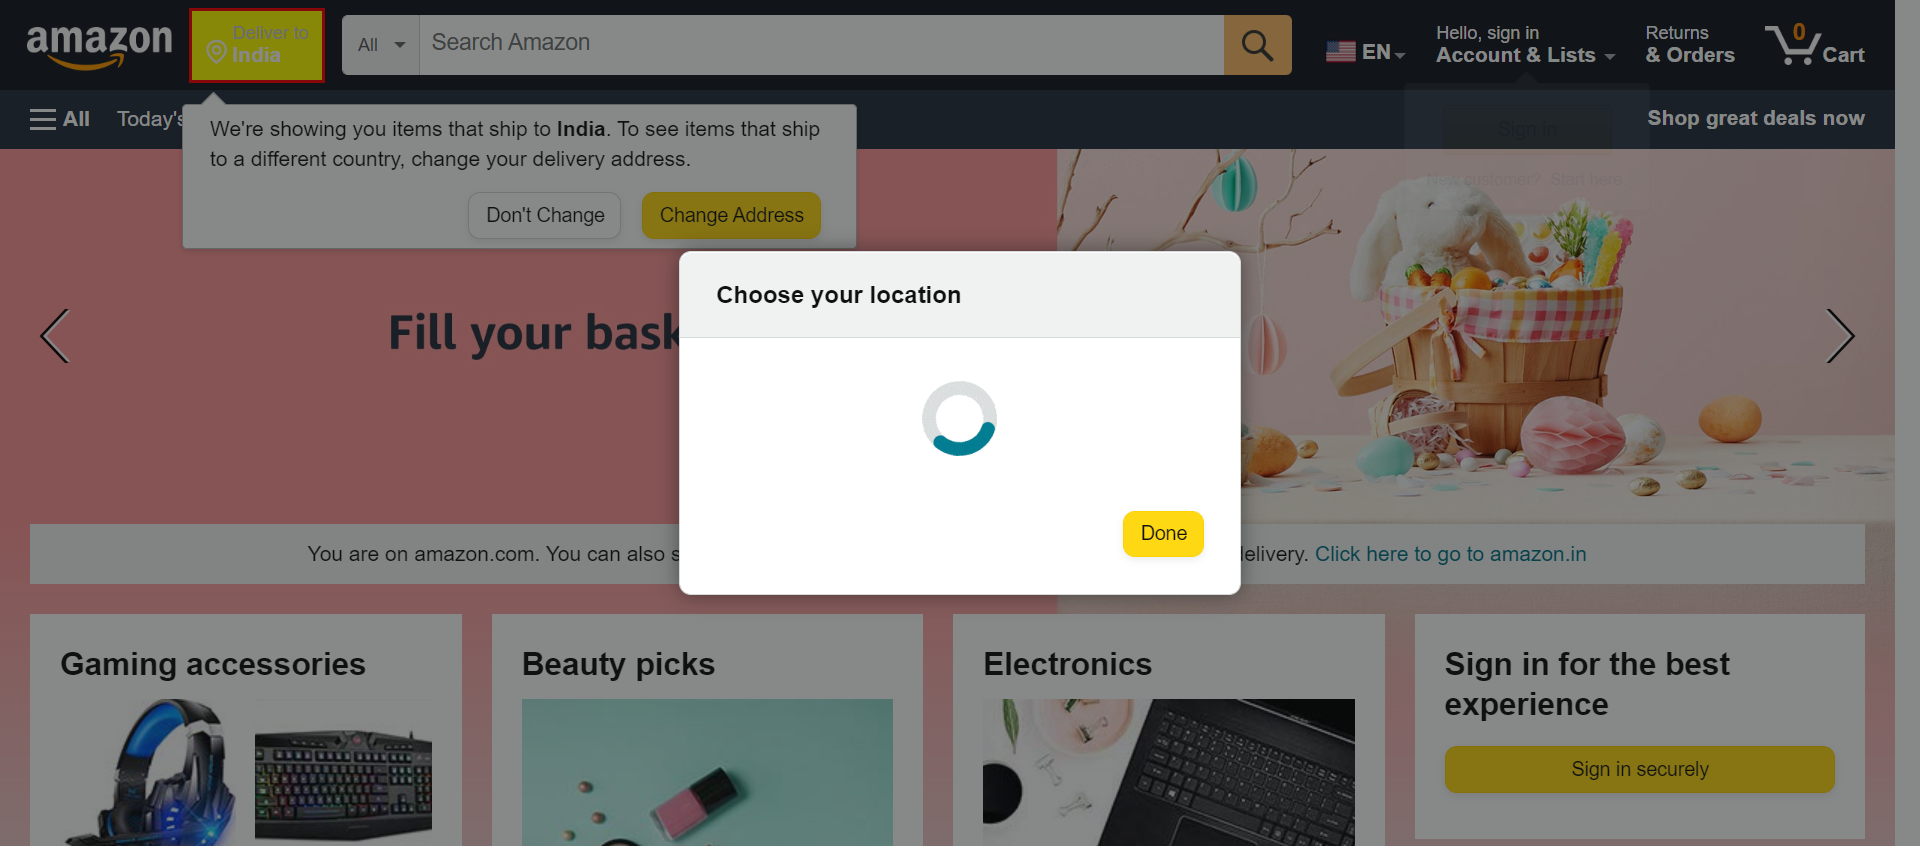 amazon
Deliver to
India
All
Search Amazon
EN
Hello, sign in
Account & Lists
Returns
& Orders
0
Cart
All
Today's
Sign in
Shop great deals now
New customer? Start here.
We're showing you items that ship to India. To see items that ship
to a different country, change your delivery address.
Don't Change
Change Address
Choose your location
Fill your bask
Done
You are on amazon.com. You can also s
delivery. Click here to go to amazon.in
Gaming accessories
Beauty picks
Electronics
Sign in for the best
experience
Sign in securely